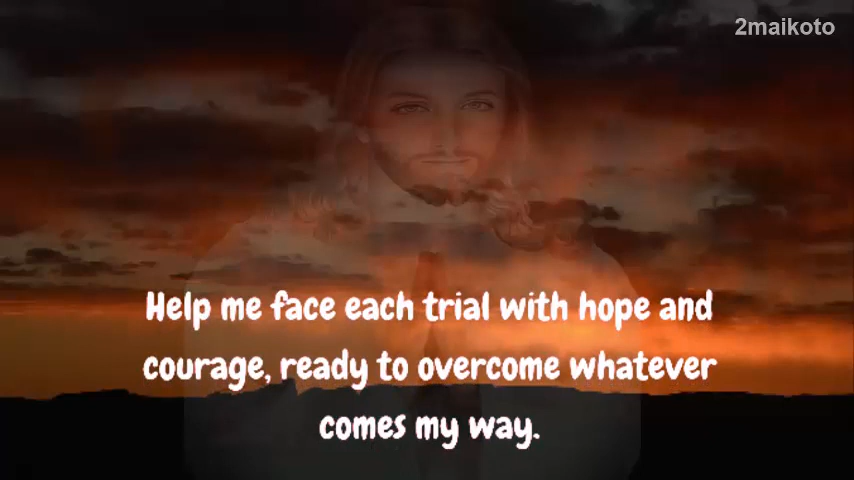 2maikoto
Help me face each trial with hope and
courage, ready to overcome whatever
comes my way.